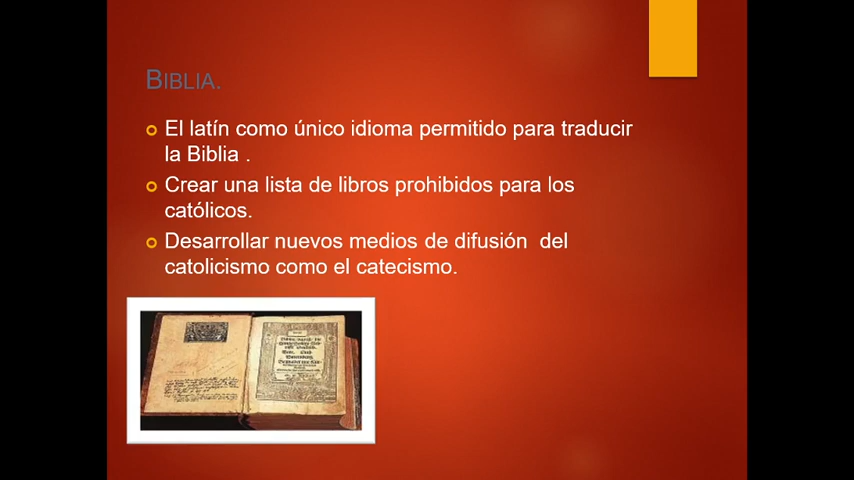 BIBLIA.
El latín como único idioma permitido para traducir
la Biblia .
Crear una lista de libros prohibidos para los
católicos.
Desarrollar nuevos medios de difusión  del
catolicismo como el catecismo.